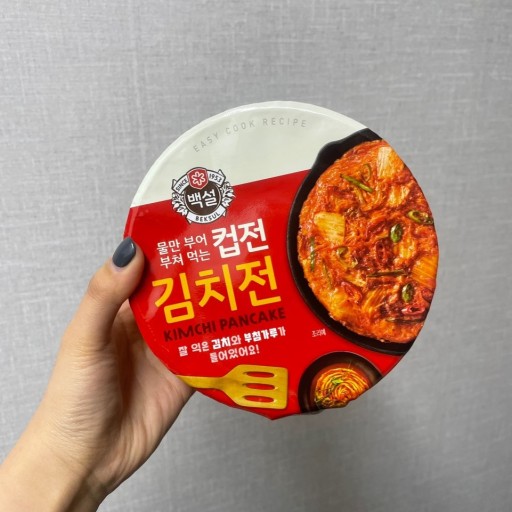 EASY COOK RECIPE
SINCE 1953
백설
BEKSUL
물만 부어
부쳐 먹는 컵전
김치전
KIMCHI PANCAKE
잘 익은 김치와 부침가루가
들어있어요!
조리예